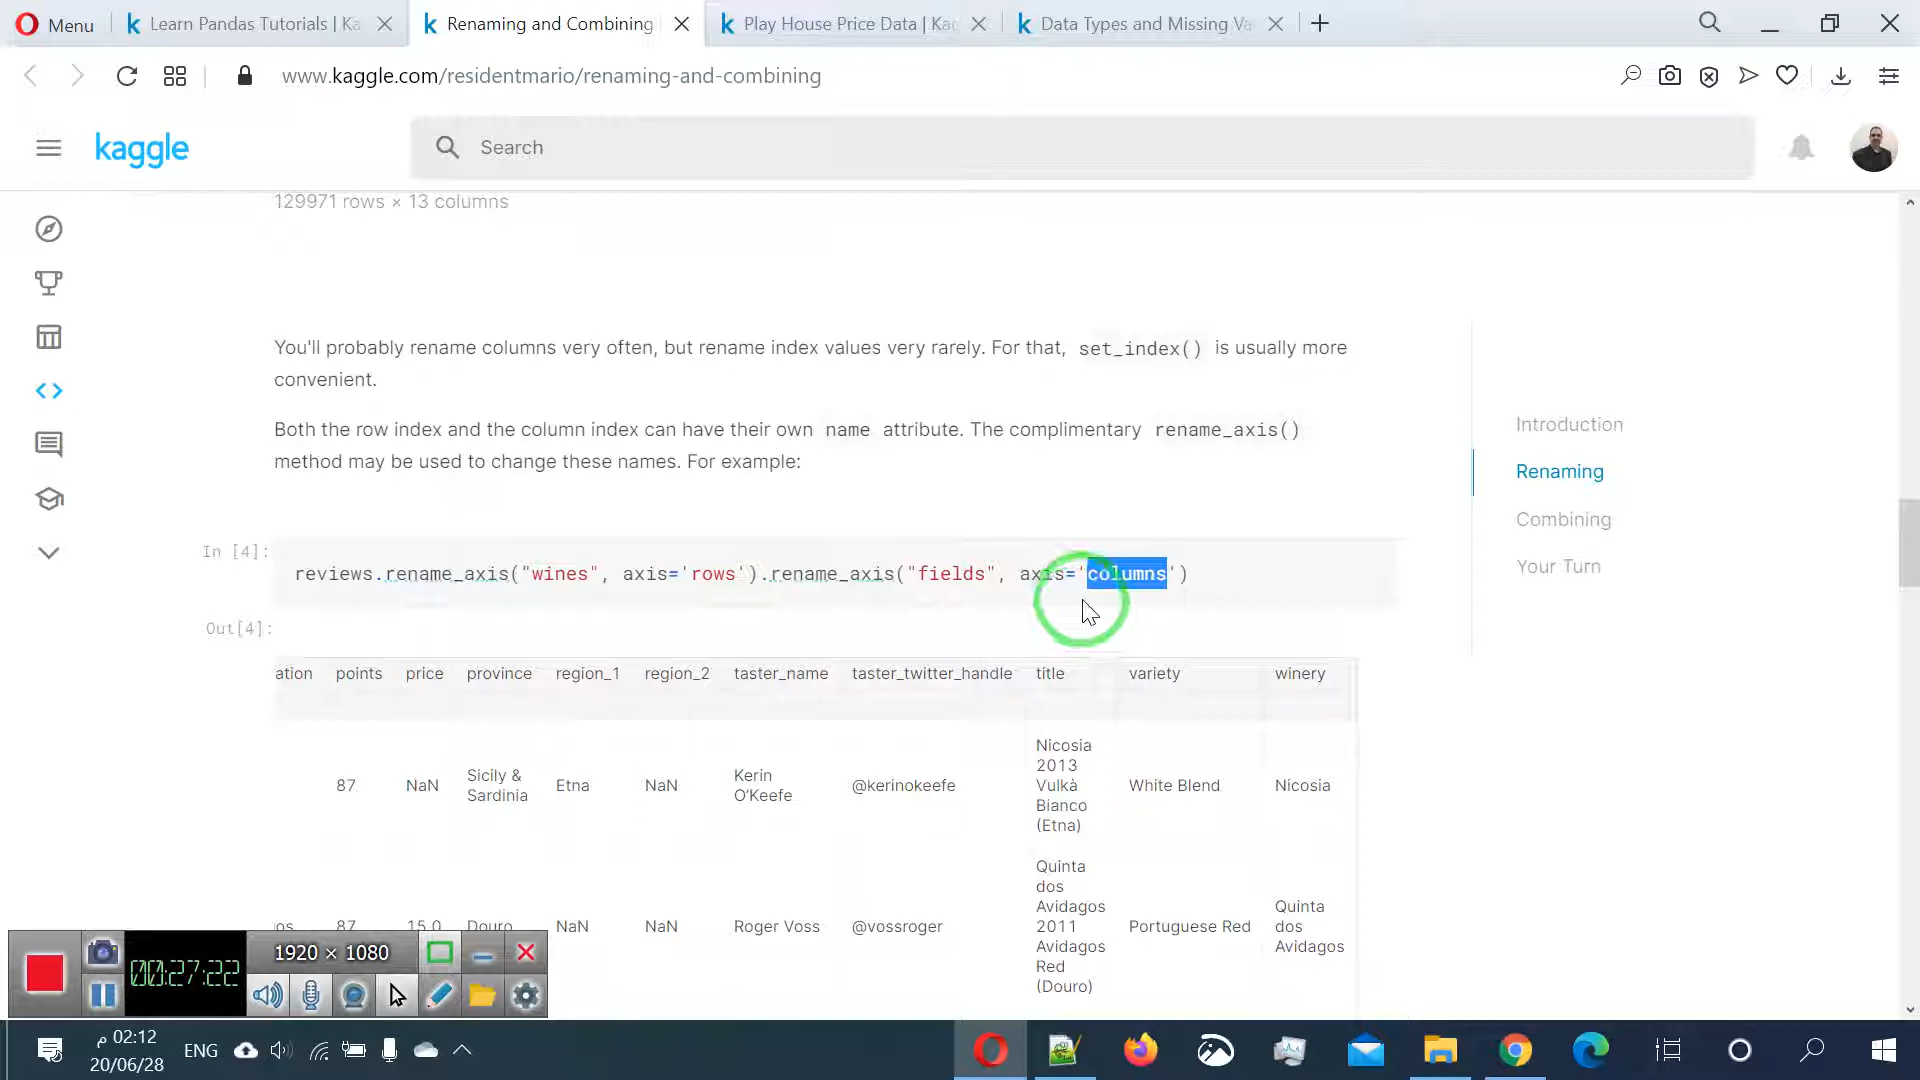 Menu
Learn Pandas Tutorials | Ka
Renaming and Combining
Play House Price Data | Kag
Data Types and Missing Va
www.kaggle.com/residentmario/renaming-and-combining
kaggle
Search
129971 rows × 13 columns
You'll probably rename columns very often, but rename index values very rarely. For that, set_index() is usually more
convenient.
Both the row index and the column index can have their own name attribute. The complimentary rename_axis()
method may be used to change these names. For example:
Introduction
Renaming
Combining
Your Turn
In [4]:
reviews.rename_axis("wines", axis='rows').rename_axis("fields", axis='columns')
Out[4]:
ation points price province region_1 region_2 taster_name taster_twitter_handle title variety winery
87 NaN Sicily & Sardinia Etna NaN Kerin O'Keefe @kerinokeefe Nicosia 2013 Vulkà Bianco (Etna) White Blend Nicosia
os 87 15.0 Douro NaN NaN Roger Voss @vossroger Quinta dos Avidagos 2011 Avidagos Red (Douro) Portuguese Red Quinta dos Avidagos
1920 × 1080
00:27:22
02:12 م
20/06/28
ENG